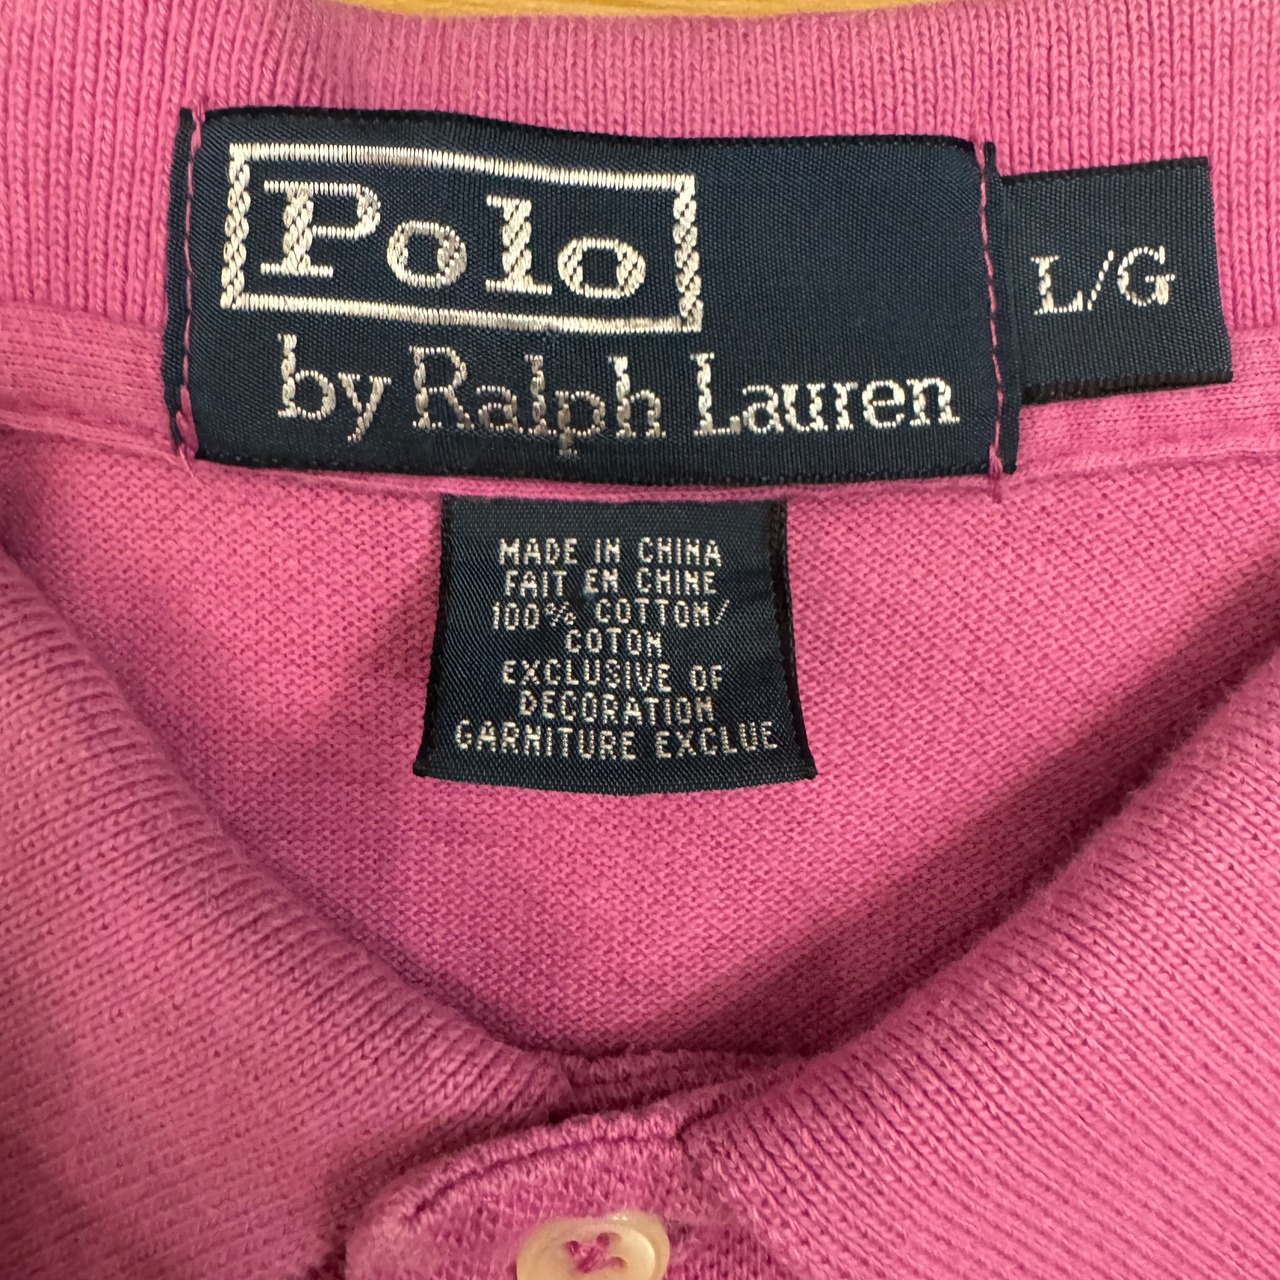 Polo
by Ralph Lauren
L/G
MADE IN CHINA
FAIT EN CHINE
100% COTTON/
COTON
EXCLUSIVE OF
DECORATION
GARNITURE EXCLUE